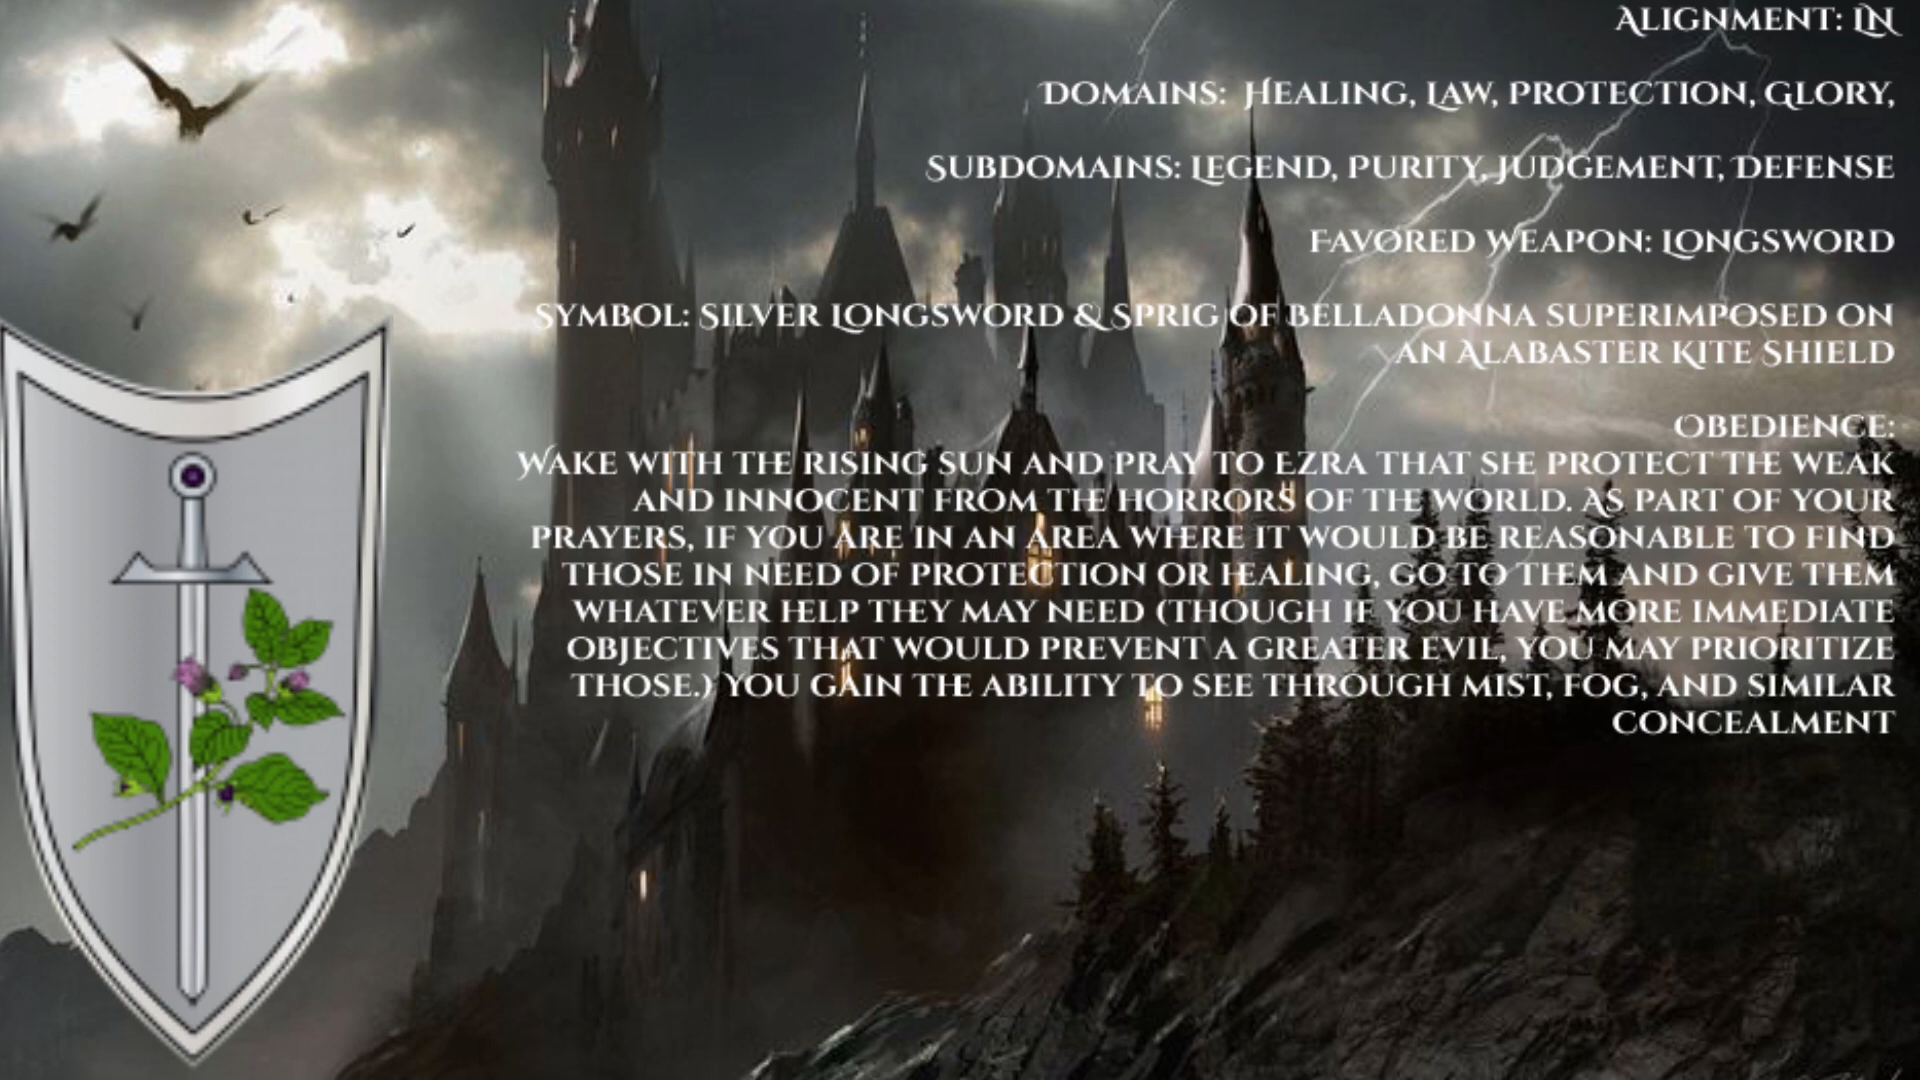 Alignment: LN
Domains: Healing, Law, Protection, Glory,
Subdomains: Legend, Purity, Judgement, Defense
Favored Weapon: Longsword
Symbol: Silver Longsword & Sprig of Belladonna superimposed on
an Alabaster Kite Shield
Obedience:
Wake with the rising sun and pray to Ezra that she protect the weak
and innocent from the horrors of the world. As part of your
prayers, if you are in an area where it would be reasonable to find
those in need of protection or healing, go to them and give them
whatever help they may need (though if you have more immediate
objectives that would prevent a greater evil, you may prioritize
those.) You gain the ability to see through mist, fog, and similar
concealment